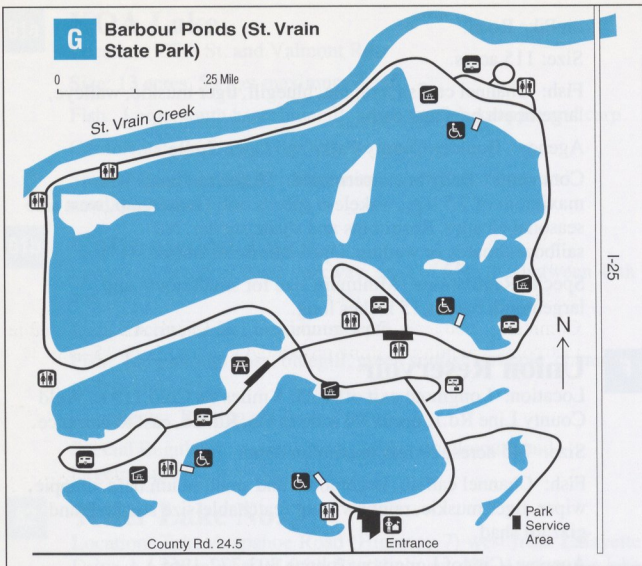 G
Barbour Ponds (St. Vrain
State Park)
0 .25 Mile
St. Vrain Creek
I-25
N
Park
Service
Area
County Rd. 24.5
Entrance